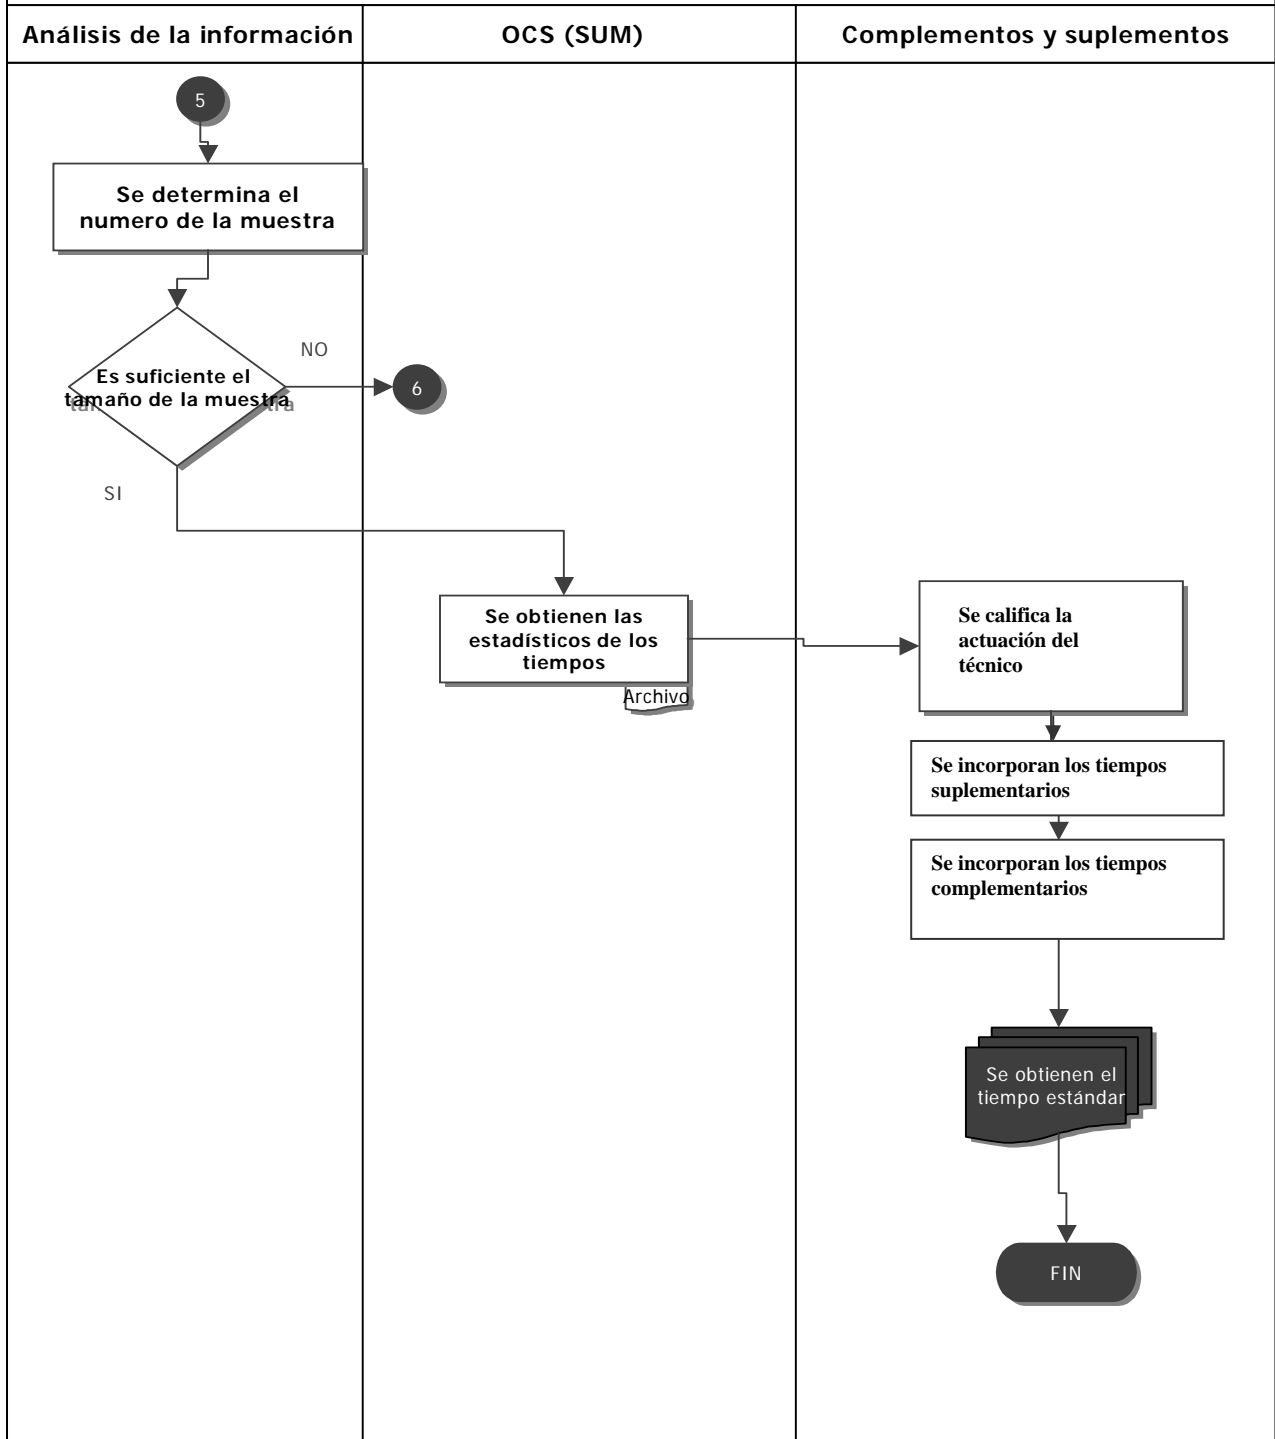 Análisis de la información
OCS (SUM)
Complementos y suplementos
5
Se determina el
numero de la muestra
Es suficiente el
tamaño de la muestra
NO
6
SI
Se obtienen las
estadísticos de los
tiempos
Archivo
Se califica la
actuación del
técnico
Se incorporan los tiempos
suplementarios
Se incorporan los tiempos
complementarios
Se obtienen el
tiempo estándar
FIN